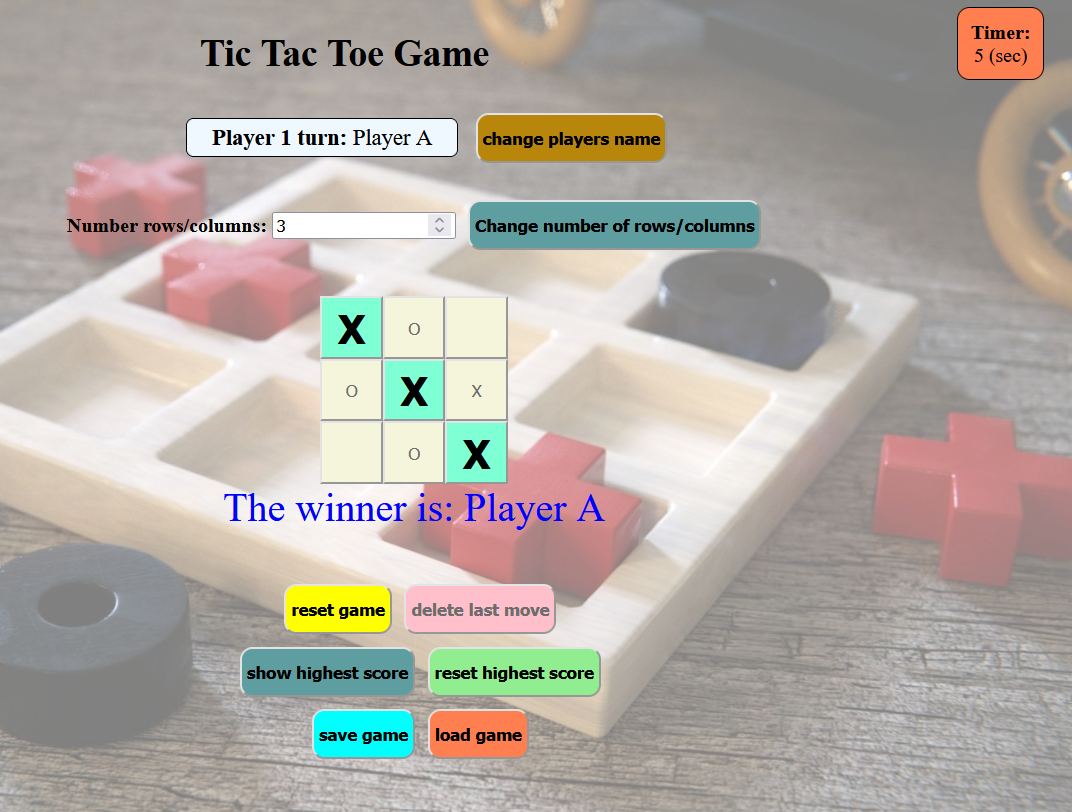 Tic Tac Toe Game
Timer:
5 (sec)
Player 1 turn: Player A
change players name
Number rows/columns: 3
Change number of rows/columns
X O
O X X
O X
The winner is: Player A
reset game
delete last move
show highest score
reset highest score
save game
load game